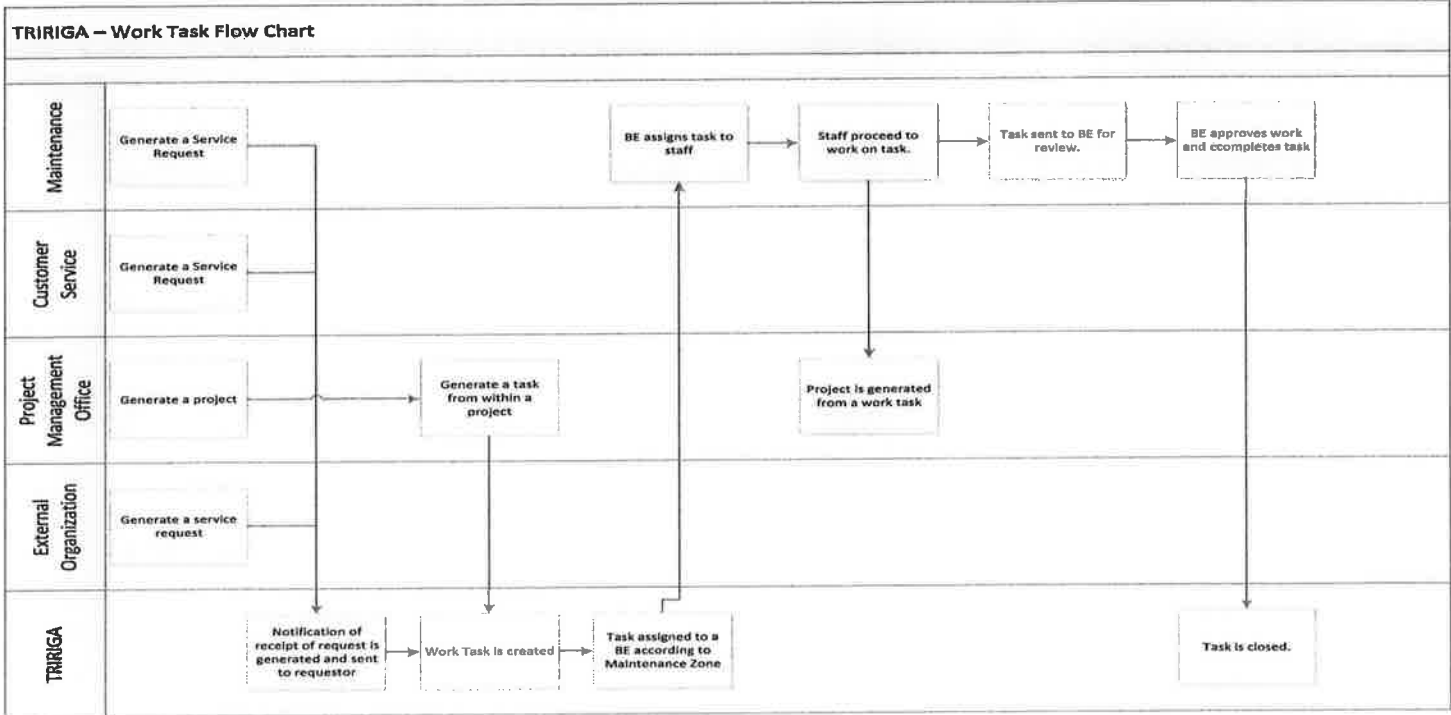 TRIRIGA – Work Task Flow Chart
Maintenance
Generate a Service
Request
BE assigns task to
staff
Staff proceed to
work on task.
Task sent to BE for
review.
BE approves work
and ccompletes task
Customer
Service
Generate a Service
Request
Project
Management
Office
Generate a project
Generate a task
from within a
project
Project is generated
from a work task
External
Organization
Generate a service
request
TRIRIGA
Notification of
receipt of request is
generated and sent
to requestor
Work Task is created
Task assigned to a
BE according to
Maintenance Zone
Task is closed.